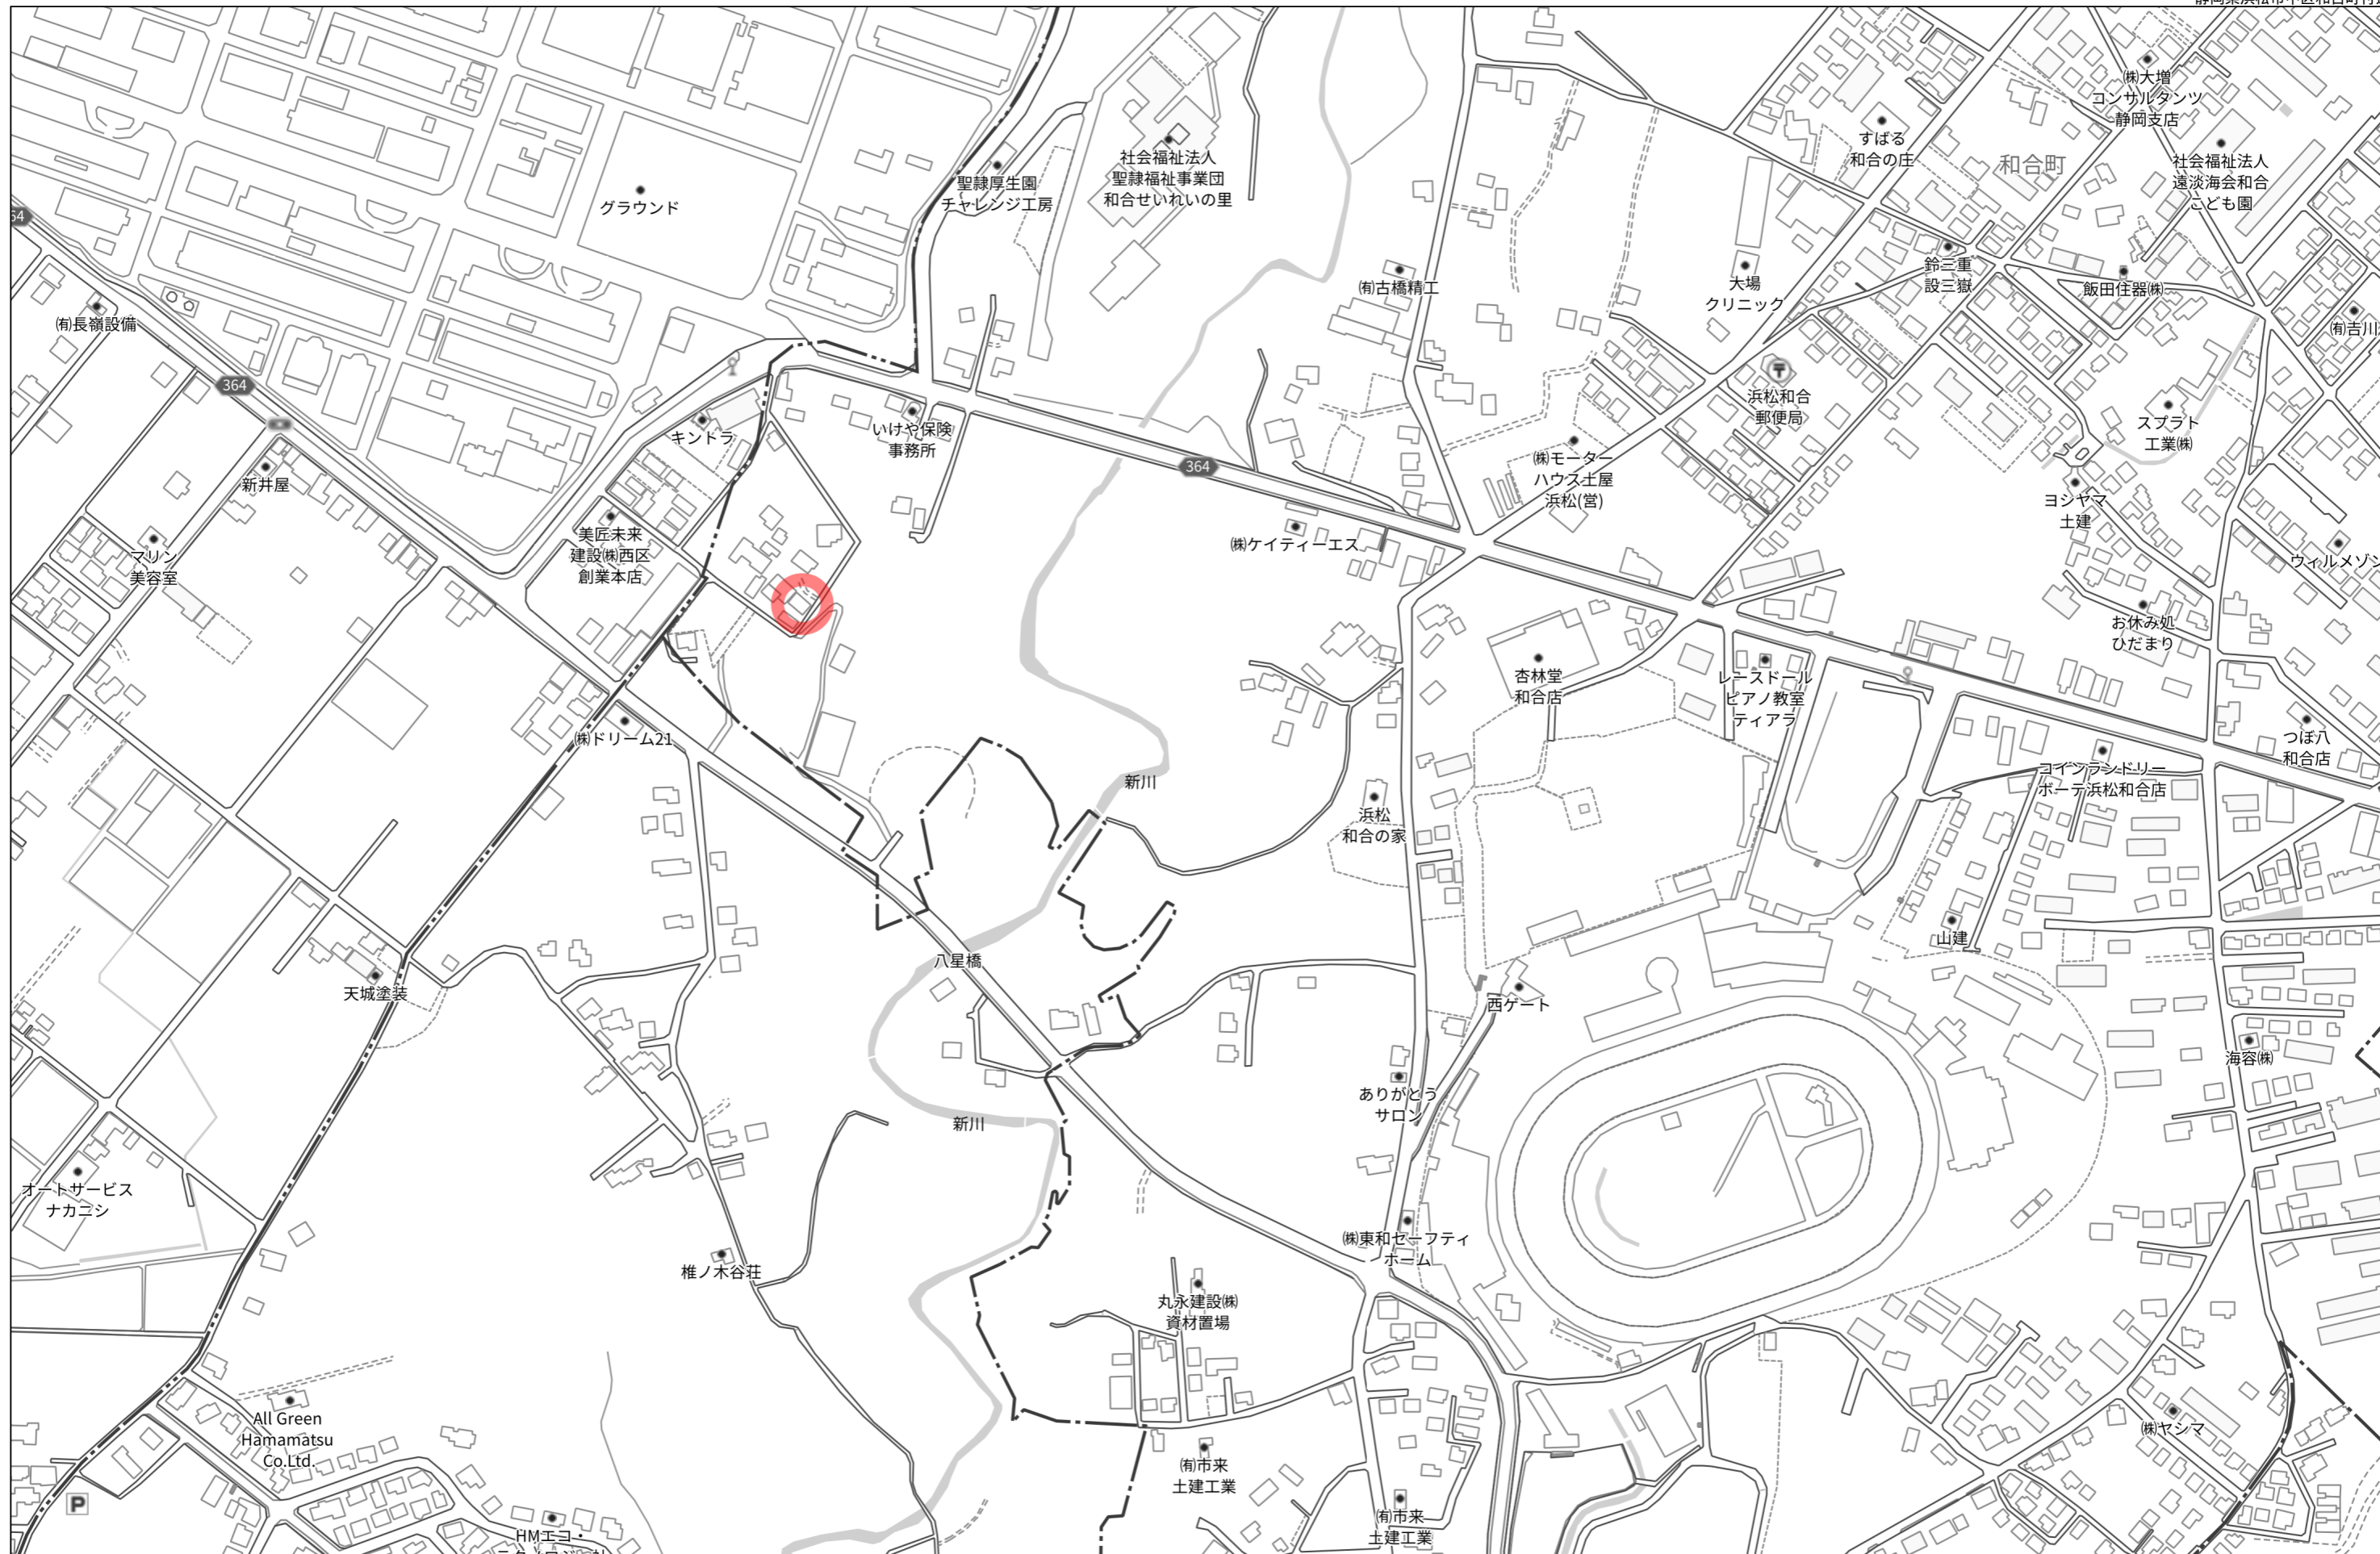 グラウンド
聖隷厚生園
チャレンジ工房
社会福祉法人
聖隷福祉事業団
和合せいれいの里
㈱大増
コンサルタンツ
静岡支店
すばる
和合の庄
和合町
社会福祉法人
遠淡海会和合
こども園
64
㈲長嶺設備
364
㈲古橋精工
大場
クリニック
鈴三重
設三嶽
飯田住器㈱
㈲吉川
キントラ
いけや保険
事務所
浜松和合
郵便局
スプラト
工業㈱
新井屋
364
㈱モーター
ハウス土屋
浜松(営)
ヨシヤマ
土建
マリン
美容室
美匠未来
建設㈱西区
創業本店
㈱ケイティーエス
ウィルメゾン
お休み処
ひだまり
杏林堂
和合店
レースドール
ピアノ教室
ティアラ
㈱ドリーム21
つぼ八
和合店
新川
コインランドリー
ボーテ浜松和合店
浜松
和合の家
山建
八星橋
天城塗装
西ゲート
海容㈱
ありがとう
サロン
新川
オートサービス
ナカニシ
㈱東和セーフティ
ホーム
椎ノ木谷荘
丸永建設㈱
資材置場
All Green
Hamamatsu
Co.Ltd.
㈱ヤシマ
㈲市来
土建工業
P
㈲市来
土建工業
HMエコ・